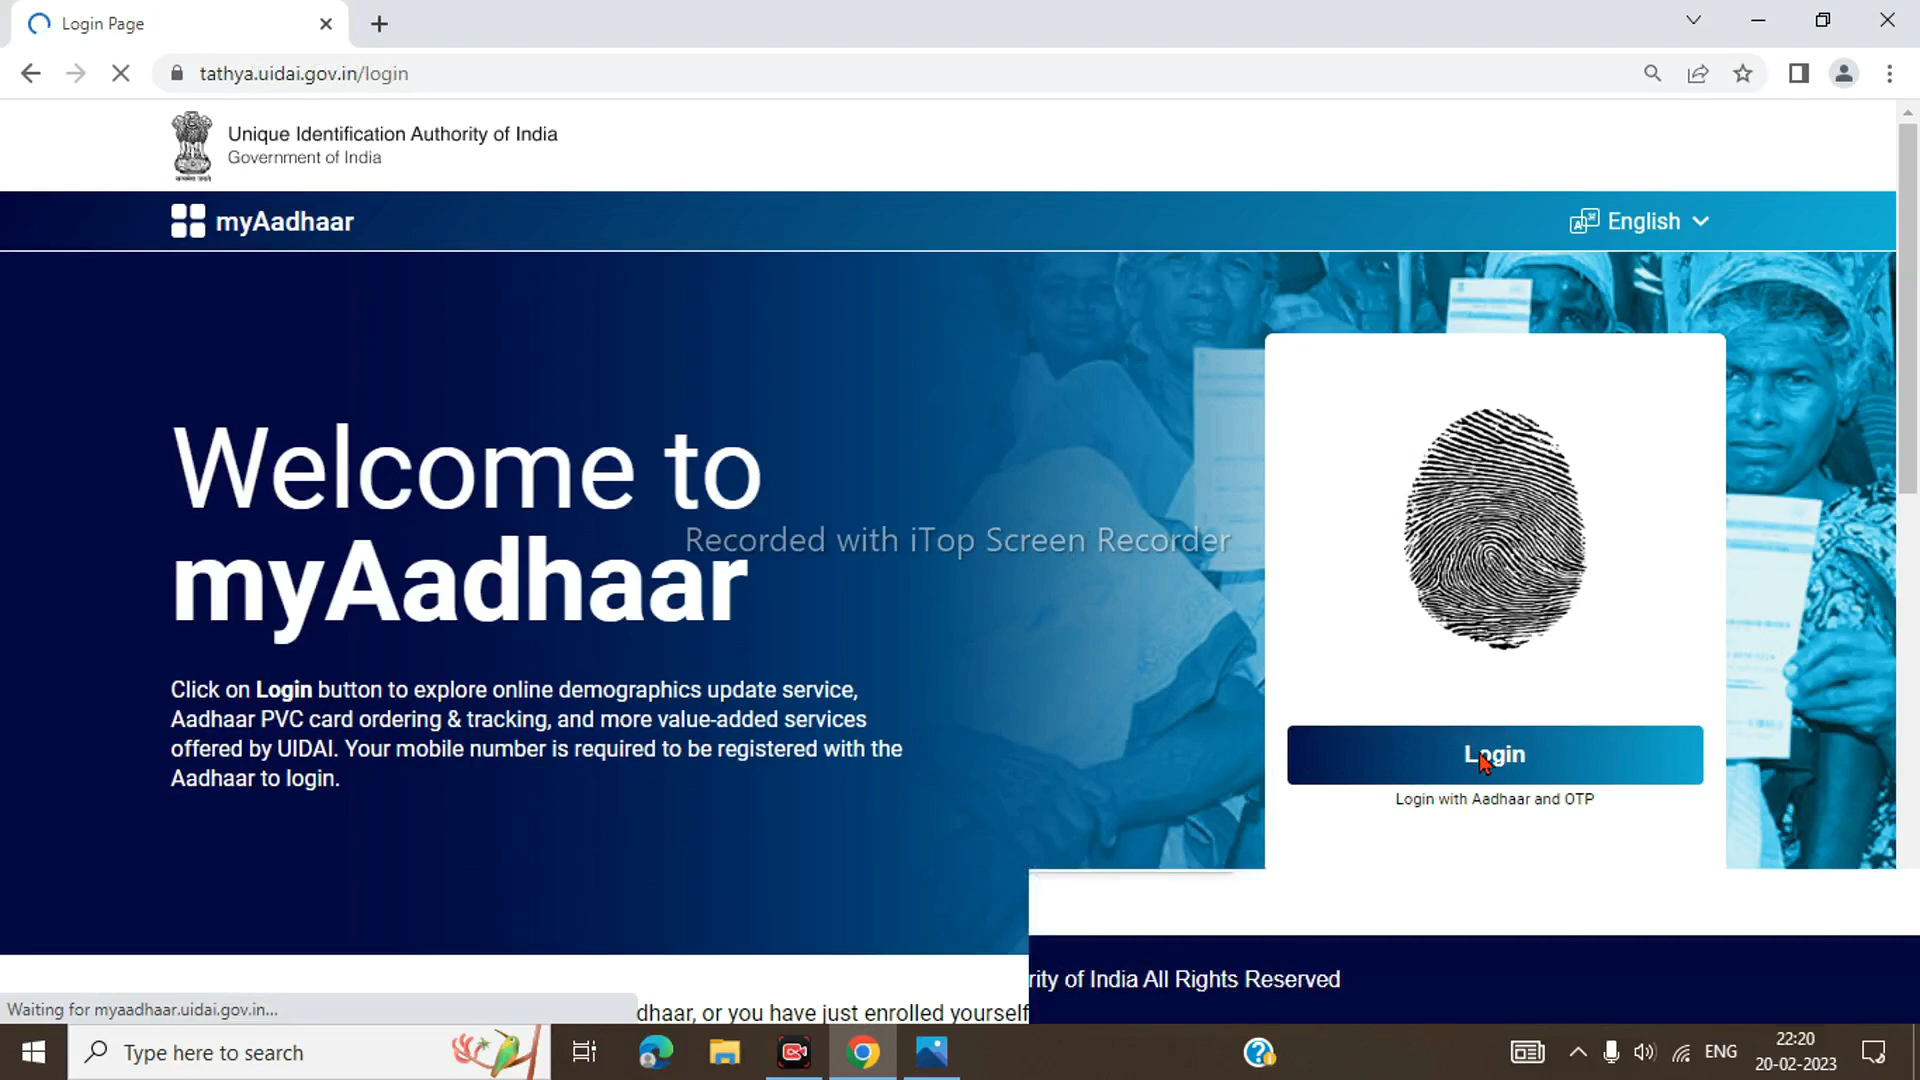 Login Page
tathya.uidai.gov.in/login
Unique Identification Authority of India
Government of India
myAadhaar
English
Welcome to
myAadhaar
Recorded with iTop Screen Recorder
Click on Login button to explore online demographics update service,
Aadhaar PVC card ordering & tracking, and more value-added services
offered by UIDAI. Your mobile number is required to be registered with the
Aadhaar to login.
Login
Login with Aadhaar and OTP
rity of India All Rights Reserved
Waiting for myaadhaar.uidai.gov.in...
dhaar, or you have just enrolled yourself
Type here to search
ENG
22:20
20-02-2023